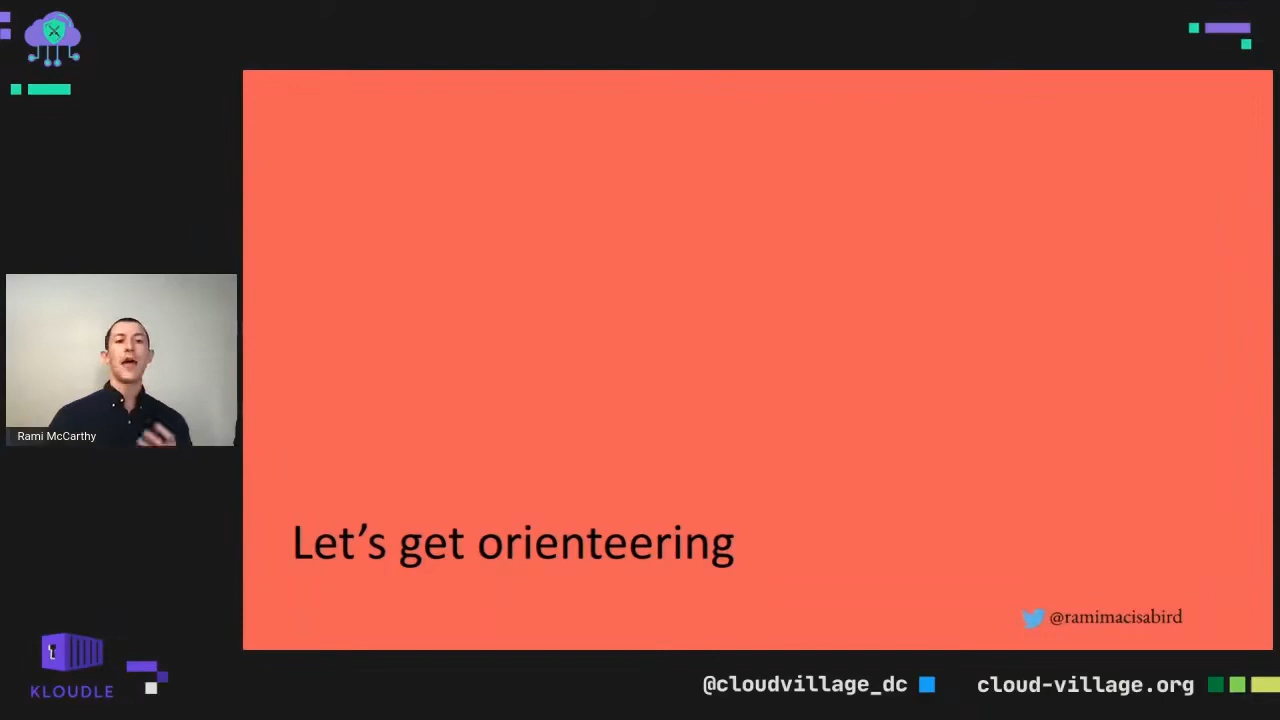 Rami McCarthy
Let’s get orienteering
@ramimacisabird
KLOUDLE
@cloudvillage_dc
cloud-village.org